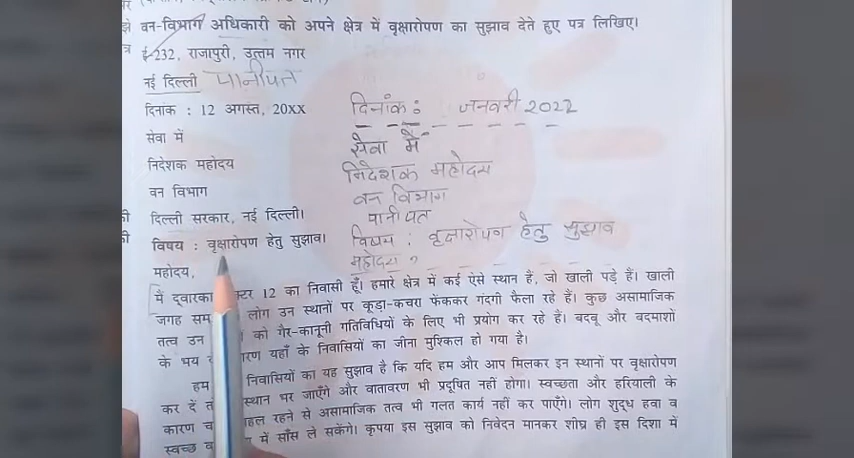 वन-विभाग अधिकारी को अपने क्षेत्र में वृक्षारोपण का सुझाव देते हुए पत्र लिखिए।
ई-232, राजापुरी, उत्तम नगर
नई दिल्ली पानीपत
दिनांक : 12 अगस्त, 20xx दिनांक : जनवरी 2022
सेवा में सेवा में
निदेशक महोदय निदेशक महोदय
वन विभाग वन विभाग
दिल्ली सरकार, नई दिल्ली। पानीपत
विषय : वृक्षारोपण हेतु सुझाव। विषय : वृक्षारोपण हेतु सुझाव
महोदय, महोदय
मैं द्वारका 12 का निवासी हूँ। हमारे क्षेत्र में कई ऐसे स्थान हैं, जो खाली पड़े हैं। खाली
जगह लोग उन स्थानों पर कूड़ा-कचरा फेंककर गंदगी फैला रहे हैं। कुछ असामाजिक
तत्व उन को गैर-कानूनी गतिविधियों के लिए भी प्रयोग कर रहे हैं। बदबू और बदमाशों
के भय यहाँ के निवासियों का जीना मुश्किल हो गया है।
हम निवासियों का यह सुझाव है कि यदि हम और आप मिलकर इन स्थानों पर वृक्षारोपण
कर दें स्थान भर जाएँगे और वातावरण भी प्रदूषित नहीं होगा। स्वच्छता और हरियाली के
कारण रहने से असामाजिक तत्व भी गलत कार्य नहीं कर पाएँगे। लोग शुद्ध हवा व
स्वच्छ में साँस ले सकेंगे। कृपया इस सुझाव को निवेदन मानकर शीघ्र ही इस दिशा में